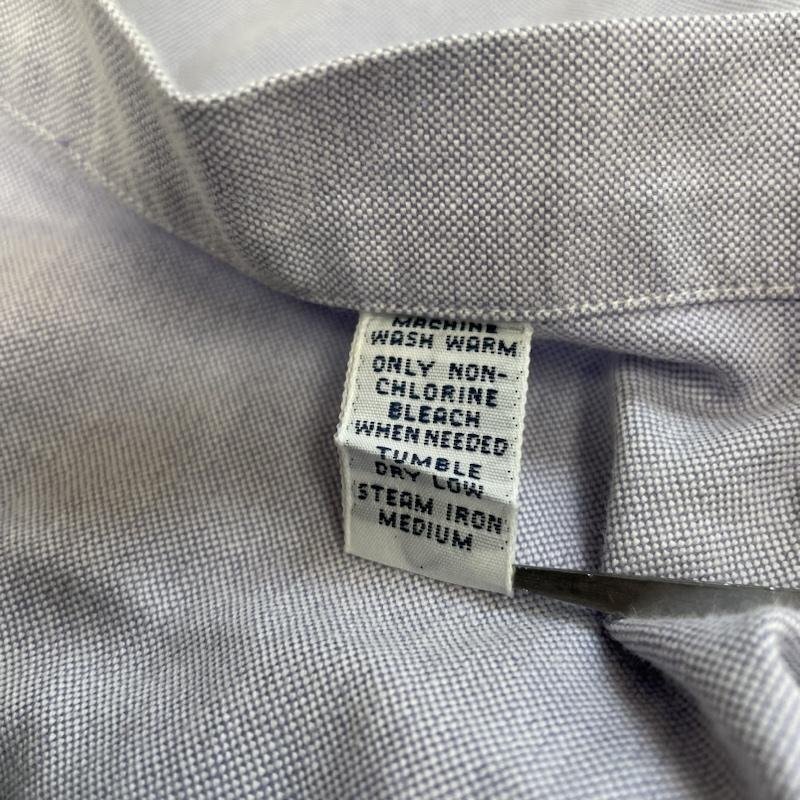 MACHINE
WASH WARM
ONLY NON-
CHLORINE
BLEACH
WHEN NEEDED
TUMBLE
DRY LOW
STEAM IRON
MEDIUM